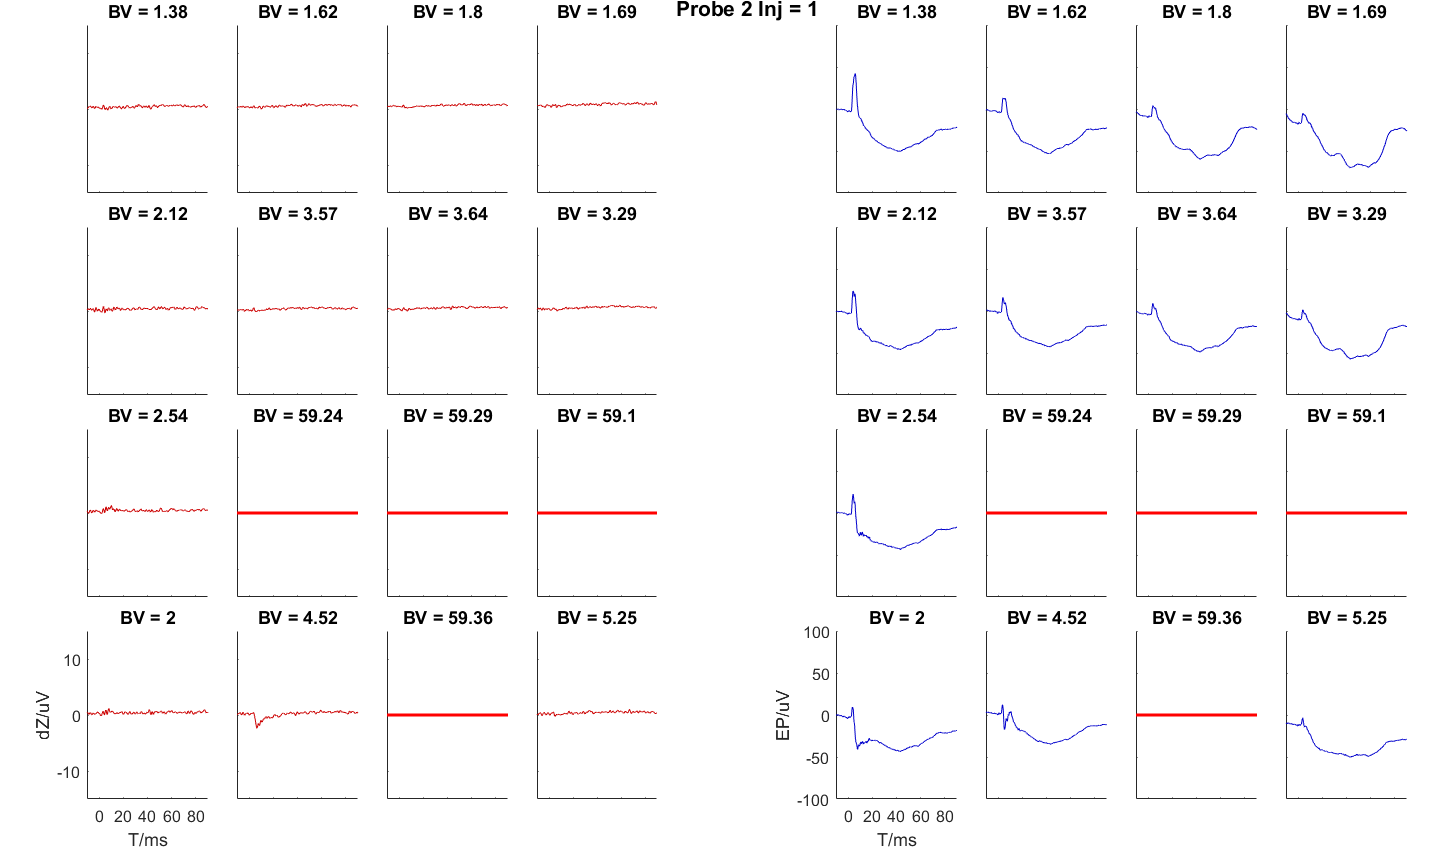 Probe 2 Inj = 1
BV = 1.38
BV = 1.62
BV = 1.8
BV = 1.69
BV = 2.12
BV = 3.57
BV = 3.64
BV = 3.29
BV = 2.54
BV = 59.24
BV = 59.29
BV = 59.1
BV = 2
BV = 4.52
BV = 59.36
BV = 5.25
10
0
-10
dZ/uV
0 20 40 60 80
T/ms
BV = 1.38
BV = 1.62
BV = 1.8
BV = 1.69
BV = 2.12
BV = 3.57
BV = 3.64
BV = 3.29
BV = 2.54
BV = 59.24
BV = 59.29
BV = 59.1
BV = 2
BV = 4.52
BV = 59.36
BV = 5.25
100
50
0
-50
-100
EP/uV
0 20 40 60 80
T/ms